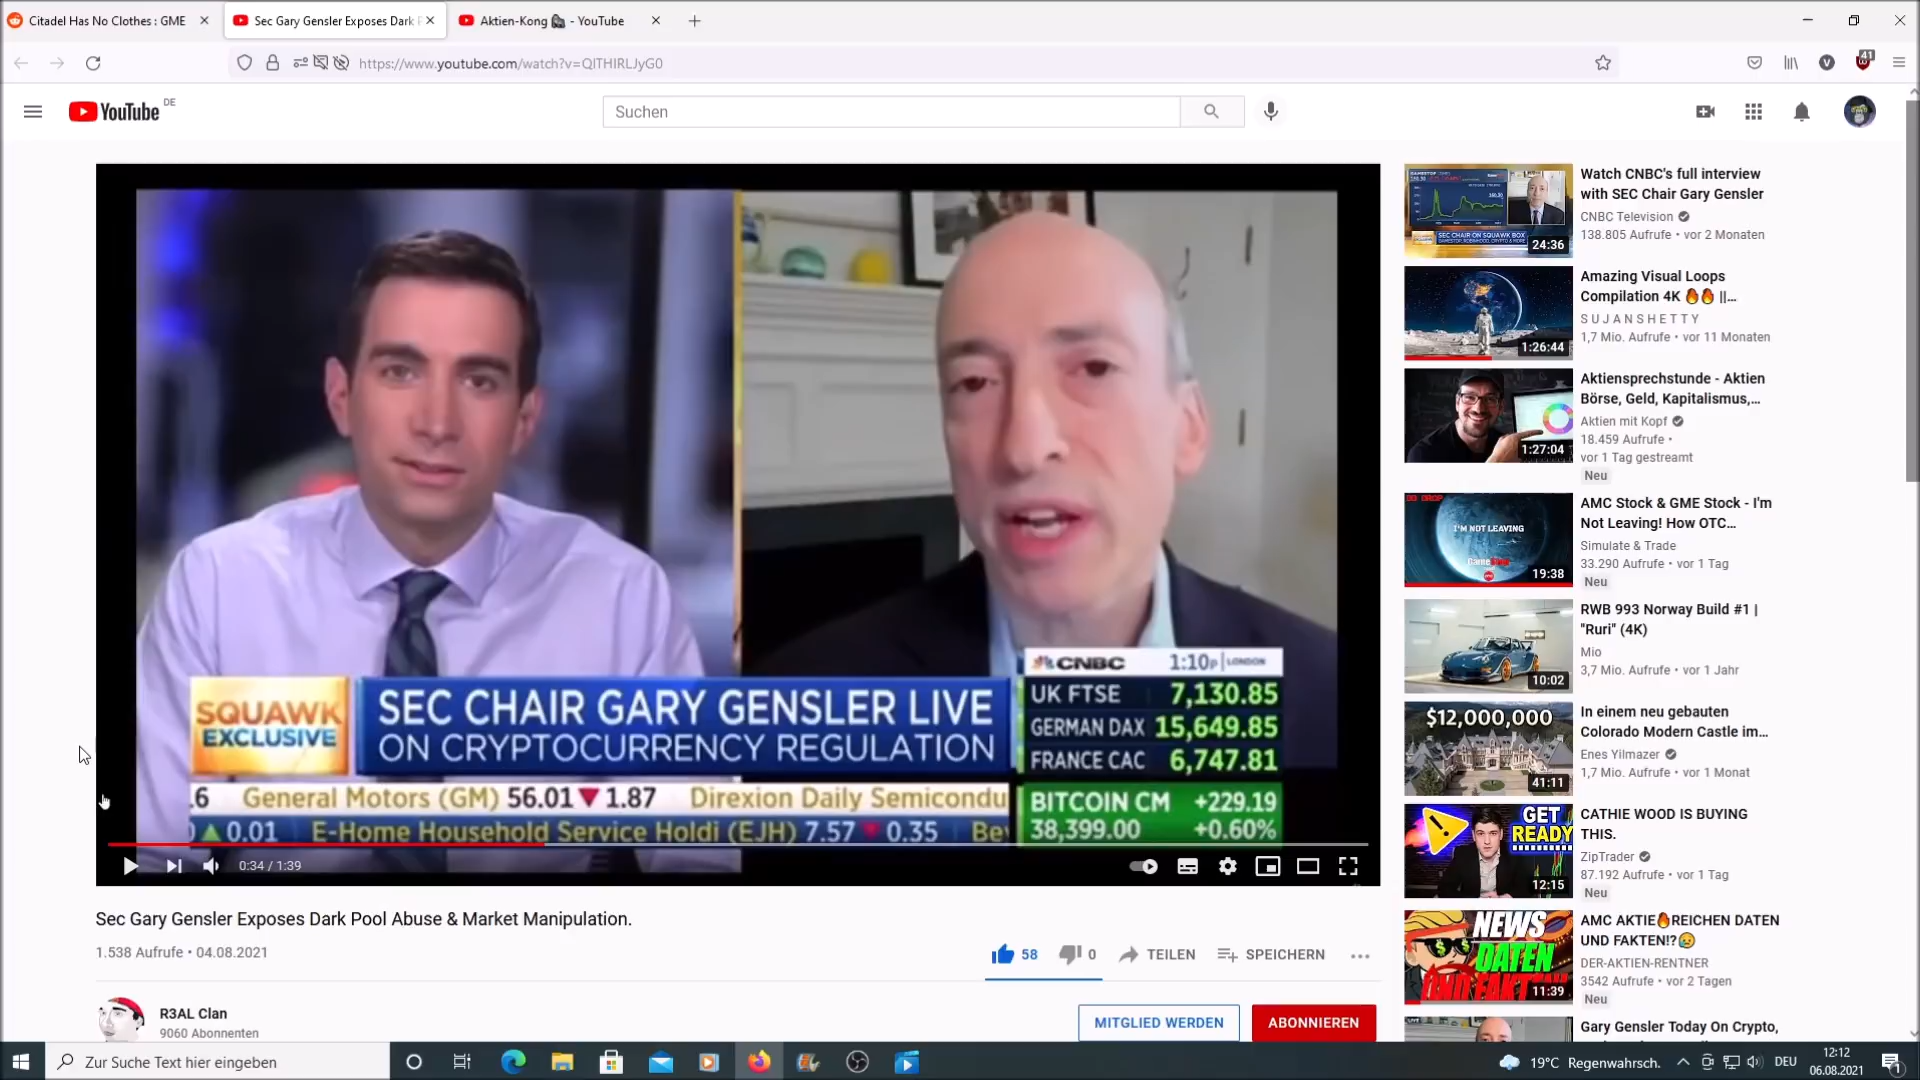 Citadel Has No Clothes : GME
Sec Gary Gensler Exposes Dark P
Aktien-Kong 🦍 - YouTube
https://www.youtube.com/watch?v=QlTHIRLJyG0
41
YouTube
DE
Suchen
SQUAWK
EXCLUSIVE
SEC CHAIR GARY GENSLER LIVE
ON CRYPTOCURRENCY REGULATION
CNBC 1:10p | LONDON
UK FTSE 7,130.85
GERMAN DAX 15,649.85
FRANCE CAC 6,747.81
BITCOIN CM +229.19
38,399.00 +0.60%
.6 General Motors (GM) 56.01▼1.87 Direxion Daily Semicondu
▲0.01 E-Home Household Service Holdi (EJH) 7.57▼0.35 Be
0:34 / 1:39
Sec Gary Gensler Exposes Dark Pool Abuse & Market Manipulation.
1.538 Aufrufe • 04.08.2021
58
0
TEILEN
SPEICHERN
R3AL Clan
9060 Abonnenten
MITGLIED WERDEN
ABONNIEREN
SEC CHAIR ON SQUAWK BOX
24:36
Watch CNBC's full interview
with SEC Chair Gary Gensler
CNBC Television
138.805 Aufrufe • vor 2 Monaten
1:26:44
Amazing Visual Loops
Compilation 4K 🔥🔥 ||...
S U J A N S H E T T Y
1,7 Mio. Aufrufe • vor 11 Monaten
1:27:04
Aktiensprechstunde - Aktien
Börse, Geld, Kapitalismus,...
Aktien mit Kopf
18.459 Aufrufe •
vor 1 Tag gestreamt
Neu
I'M NOT LEAVING
19:38
AMC Stock & GME Stock - I'm
Not Leaving! How OTC...
Simulate & Trade
33.290 Aufrufe • vor 1 Tag
Neu
10:02
RWB 993 Norway Build #1 |
"Ruri" (4K)
Mio
3,7 Mio. Aufrufe • vor 1 Jahr
$12,000,000
41:11
In einem neu gebauten
Colorado Modern Castle im...
Enes Yilmazer
1,7 Mio. Aufrufe • vor 1 Monat
GET
READY
12:15
CATHIE WOOD IS BUYING
THIS.
ZipTrader
87.192 Aufrufe • vor 1 Tag
Neu
NEWS
DATEN
UND FAKTEN
11:39
AMC AKTIE🔥REICHEN DATEN
UND FAKTEN!?😥
DER-AKTIEN-RENTNER
3542 Aufrufe • vor 2 Tagen
Neu
Gary Gensler Today On Crypto,
Zur Suche Text hier eingeben
19°C Regenwahrsch.
DEU
12:12
06.08.2021
1